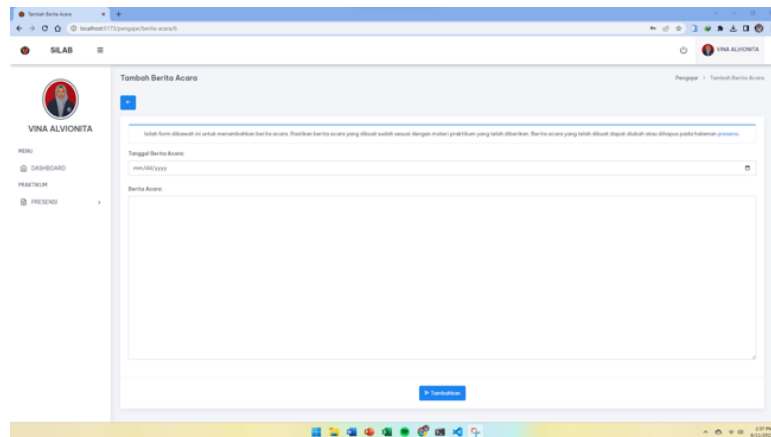 Tambah Berita Acara
localhost:5173/pengajar/berita-acara/6
SILAB
VINA ALVIONITA
Tambah Berita Acara
Pengajar > Tambah Berita Acara
VINA ALVIONITA
MENU
DASHBOARD
PRAKTIKUM
PRESENSI
Isilah form dibawah ini untuk menambahkan berita acara. Pastikan berita acara yang dibuat sudah sesuai dengan materi praktikum yang telah diberikan. Berita acara yang telah dibuat dapat diubah atau dihapus pada halaman presensi.
Tanggal Berita Acara:
mm/dd/yyyy
Berita Acara:
Tambahkan
2:37 PM